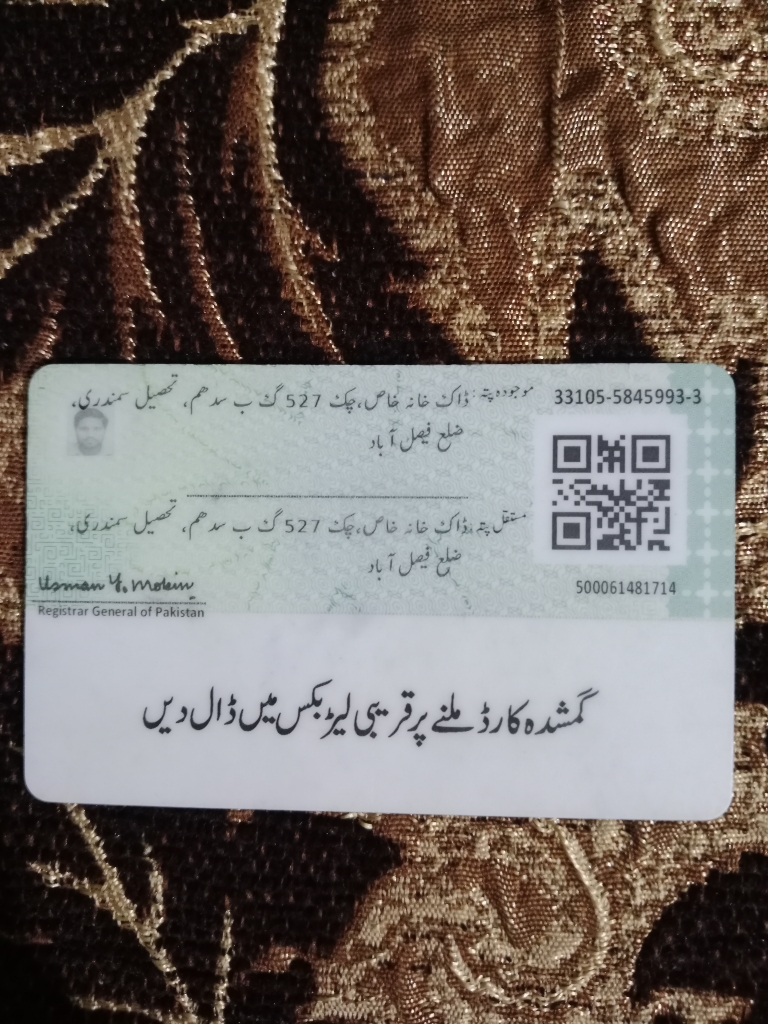 موجودہ پتہ: ڈاک خانہ خاص، چک 527 گ ب سدھم، تحصیل سمندری، 33105-5845993-3
ضلع فیصل آباد
مستقل پتہ: ڈاک خانہ خاص، چک 527 گ ب سدھم، تحصیل سمندری،
ضلع فیصل آباد
500061481714
Usman Y. Mobin
Registrar General of Pakistan
گمشدہ کارڈ ملنے پر قریبی لیٹر بکس میں ڈال دیں